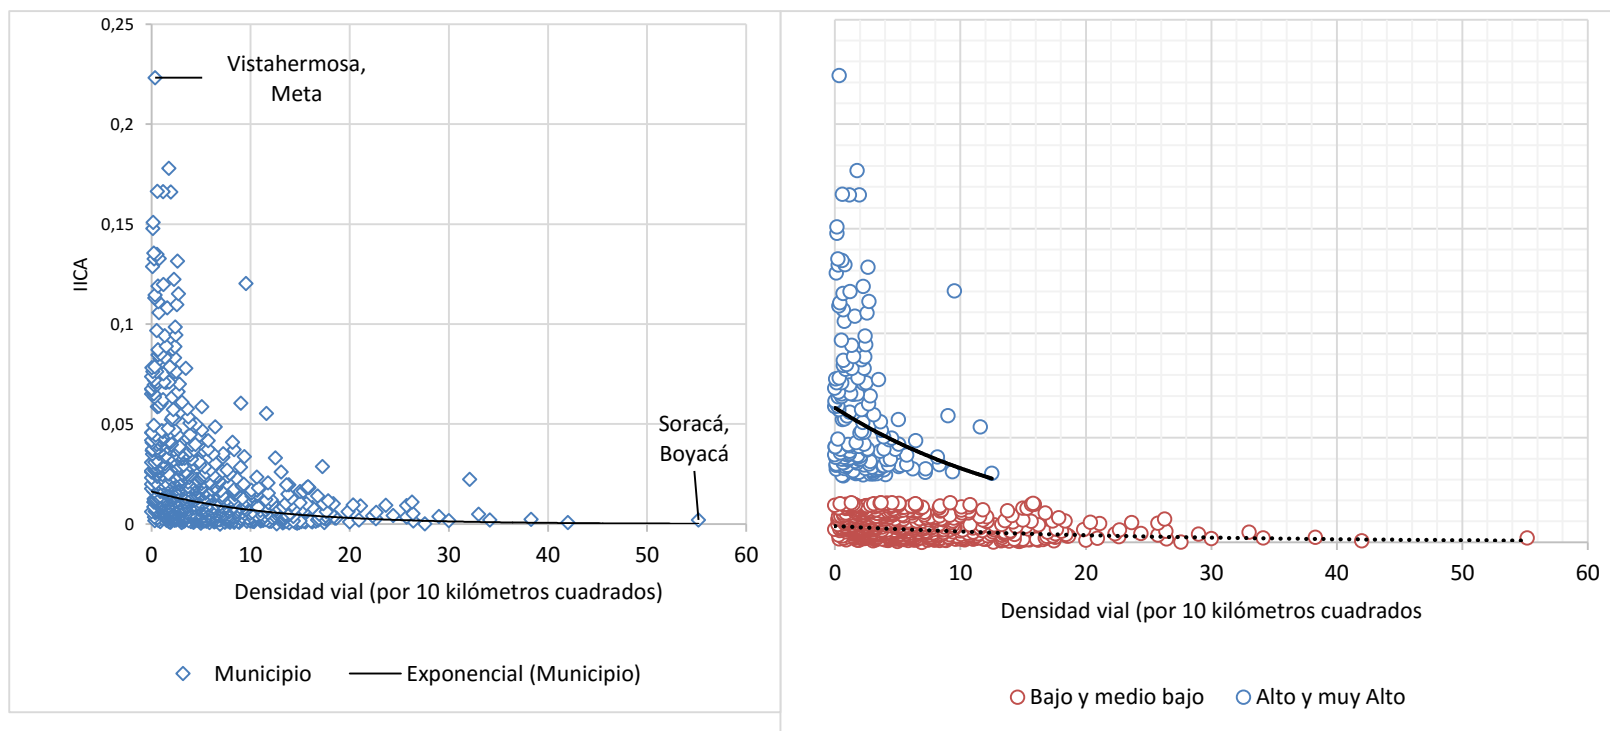 0,25
0,2
0,15
0,1
0,05
0
IICA
Vistahermosa,
Meta
Soracá,
Boyacá
0 10 20 30 40 50 60
Densidad vial (por 10 kilómetros cuadrados)
Municipio Exponencial (Municipio)
0 10 20 30 40 50 60
Densidad vial (por 10 kilómetros cuadrados
Bajo y medio bajo Alto y muy Alto